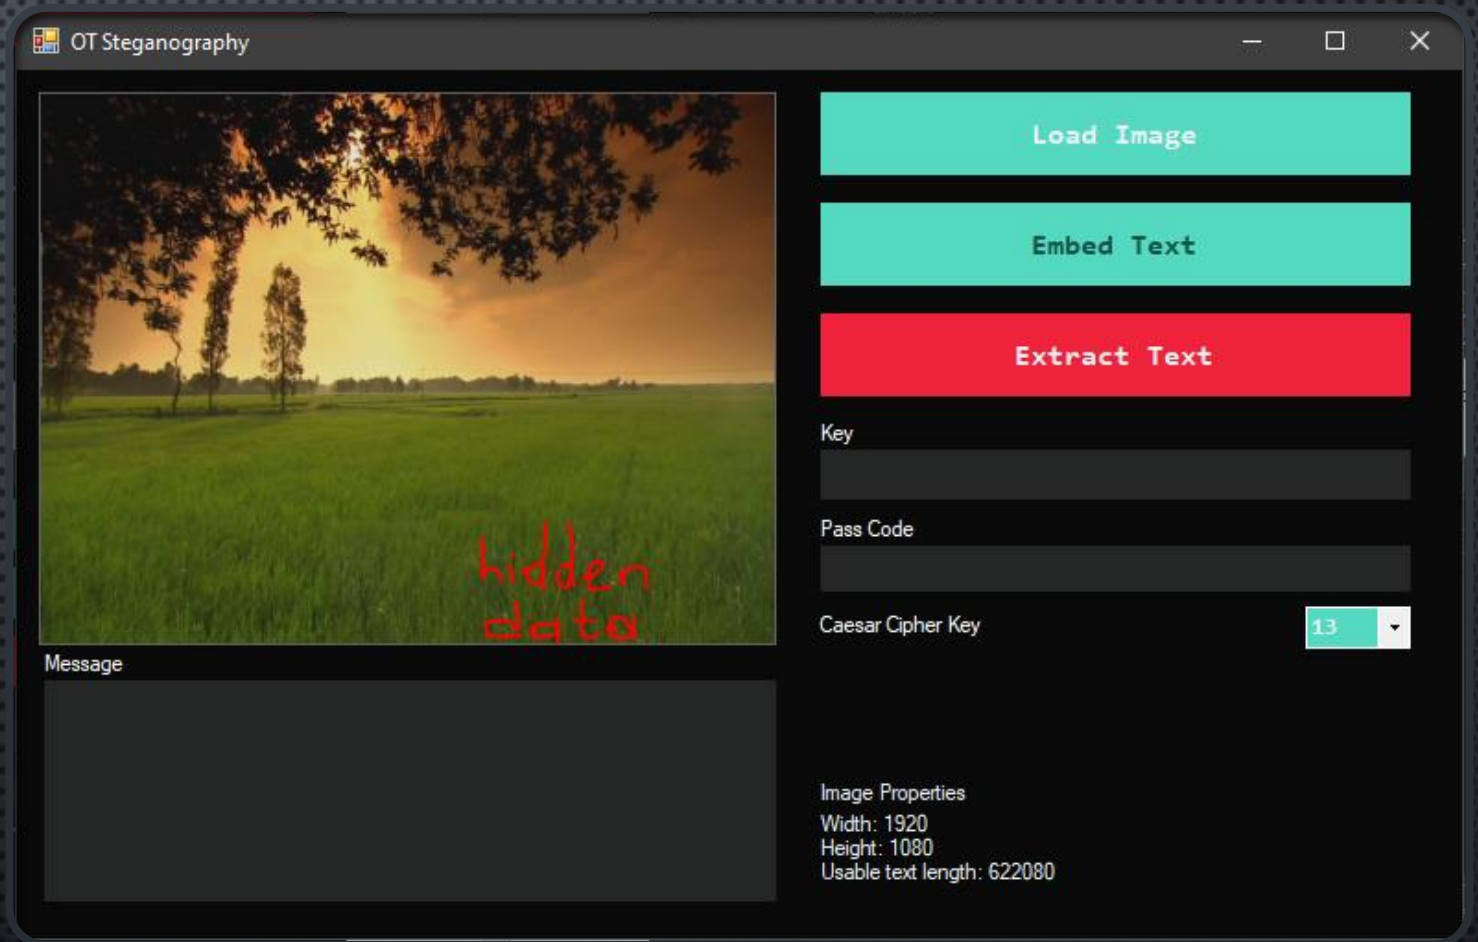 OT Steganography
Load Image
Embed Text
Extract Text
Key
Pass Code
Caesar Cipher Key
13
hidden
data
Message
Image Properties
Width: 1920
Height: 1080
Usable text length: 622080